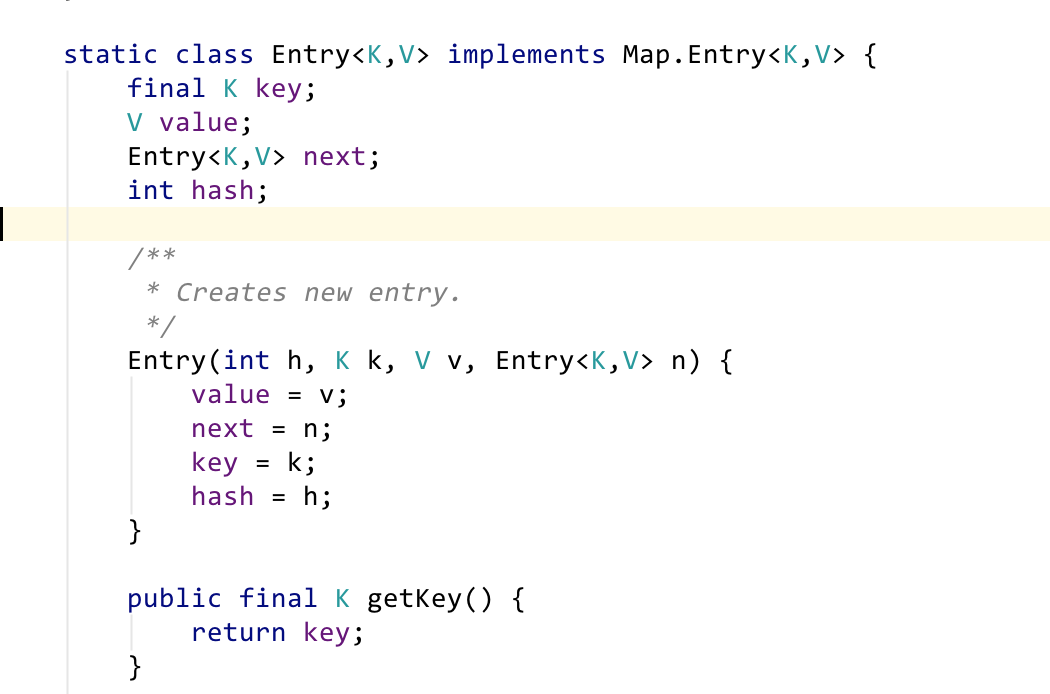 static class Entry<K,V> implements Map.Entry<K,V> {
final K key;
V value;
Entry<K,V> next;
int hash;
/**
* Creates new entry.
*/
Entry(int h, K k, V v, Entry<K,V> n) {
value = v;
next = n;
key = k;
hash = h;
}
public final K getKey() {
return key;
}